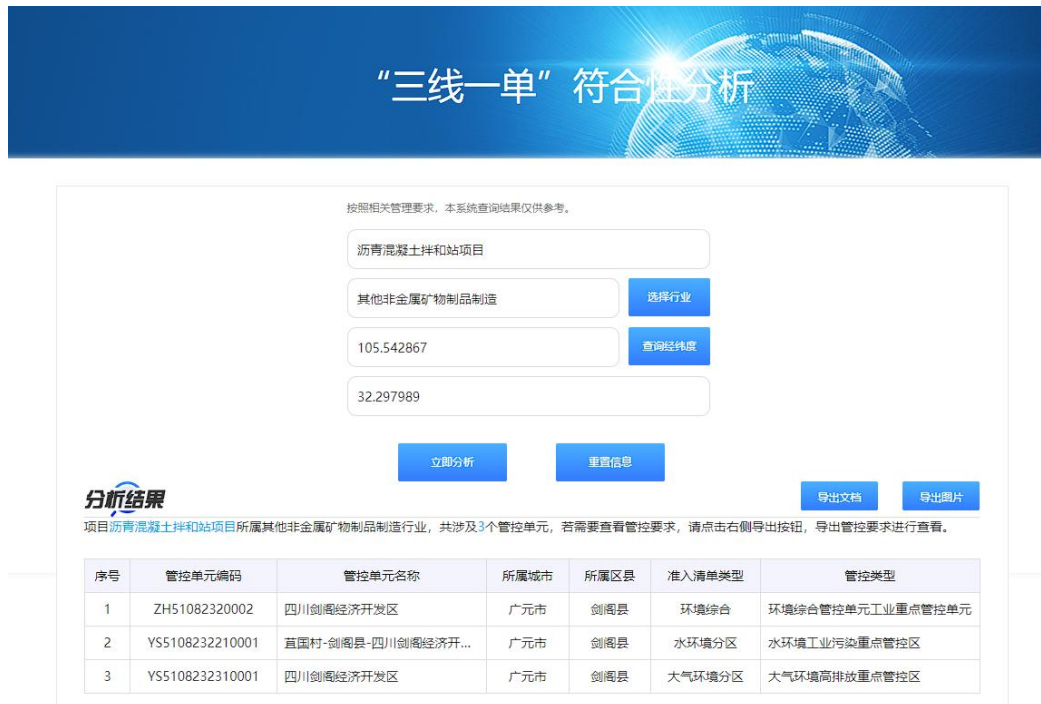 “三线一单”符合性分析
按照相关管理要求，本系统查询结果仅供参考。
沥青混凝土拌和站项目
其他非金属矿物制品制造 选择行业
105.542867 查询经纬度
32.297989
立即分析 重置信息
分析结果 导出文档 导出图片
项目沥青混凝土拌和站项目所属其他非金属矿物制品制造行业，共涉及3个管控单元，若需要查看管控要求，请点击右侧导出按钮，导出管控要求进行查看。
序号 管控单元编码 管控单元名称 所属城市 所属区县 准入清单类型 管控类型
1 ZH51082320002 四川剑阁经济开发区 广元市 剑阁县 环境综合 环境综合管控单元工业重点管控单元
2 YS5108232210001 苴国村-剑阁县-四川剑阁经济开... 广元市 剑阁县 水环境分区 水环境工业污染重点管控区
3 YS5108232310001 四川剑阁经济开发区 广元市 剑阁县 大气环境分区 大气环境高排放重点管控区